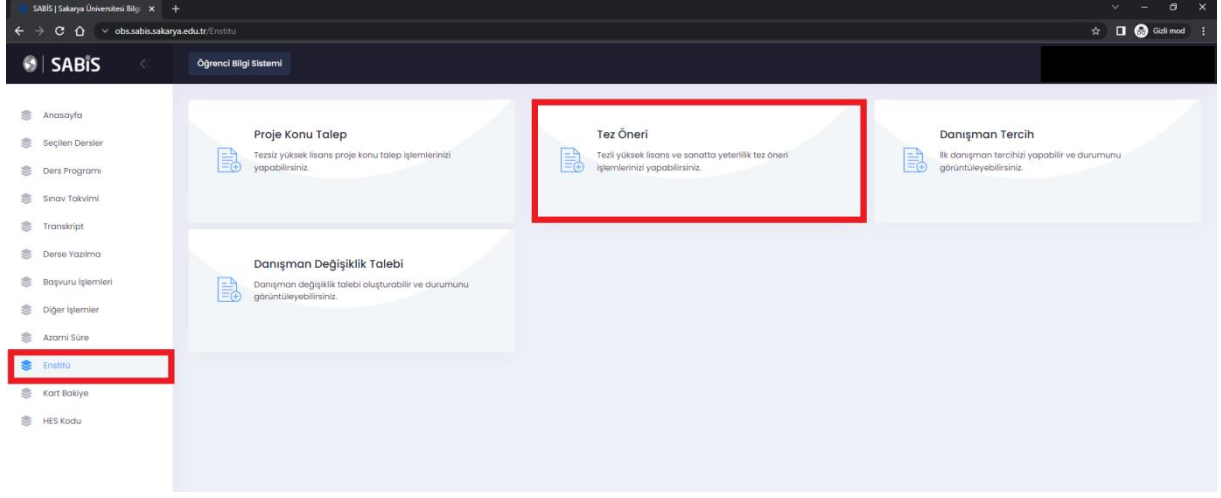 SABİS | Sakarya Üniversitesi Bilgi
obs.sabis.sakarya.edu.tr/Enstitu
Gizli mod
SABİS
Öğrenci Bilgi Sistemi
Anasayfa
Seçilen Dersler
Ders Programı
Sınav Takvimi
Transkript
Derse Yazılma
Başvuru İşlemleri
Diğer İşlemler
Azami Süre
Enstitü
Kart Bakiye
HES Kodu
Proje Konu Talep
Tezsiz yüksek lisans proje konu talep işlemlerinizi
yapabilirsiniz.
Tez Öneri
Tezli yüksek lisans ve sanatta yeterlilik tez öneri
işlemlerinizi yapabilirsiniz.
Danışman Tercih
İlk danışman tercihizi yapabilir ve durumunu
görüntüleyebilirsiniz.
Danışman Değişiklik Talebi
Danışman değişiklik talebi oluşturabilir ve durumunu
görüntüleyebilirsiniz.